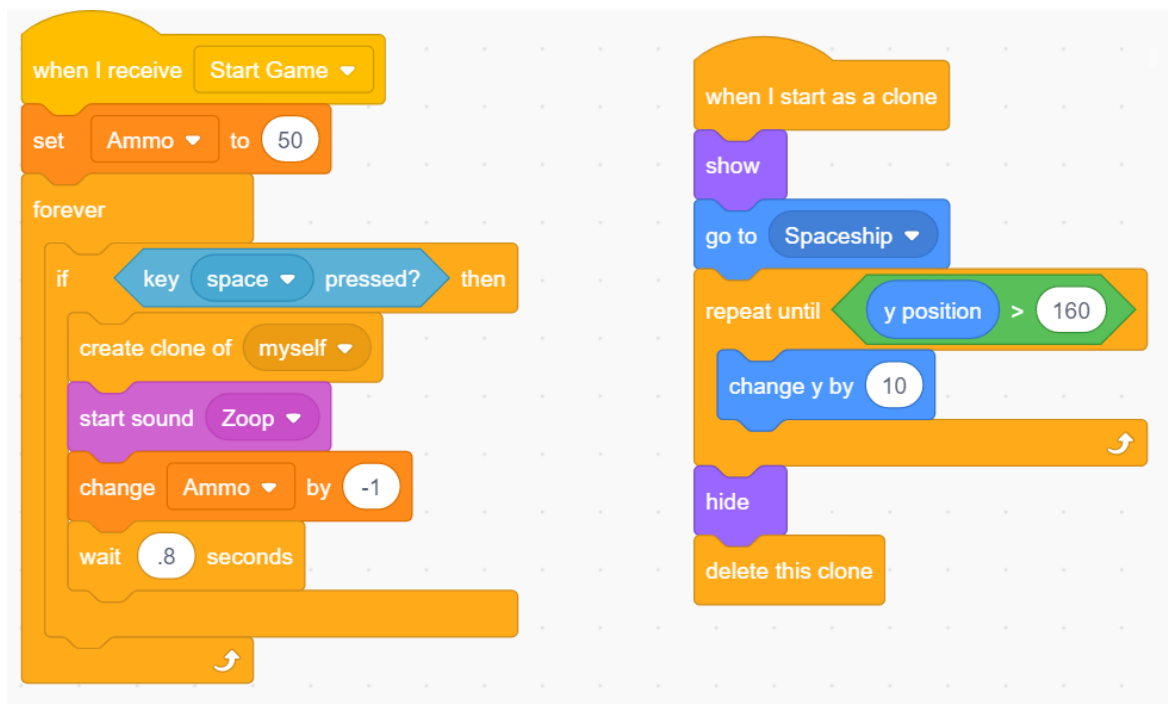 when I receive Start Game
set Ammo to 50
forever
if key space pressed? then
create clone of myself
start sound Zoop
change Ammo by -1
wait .8 seconds
when I start as a clone
show
go to Spaceship
repeat until y position > 160
change y by 10
hide
delete this clone